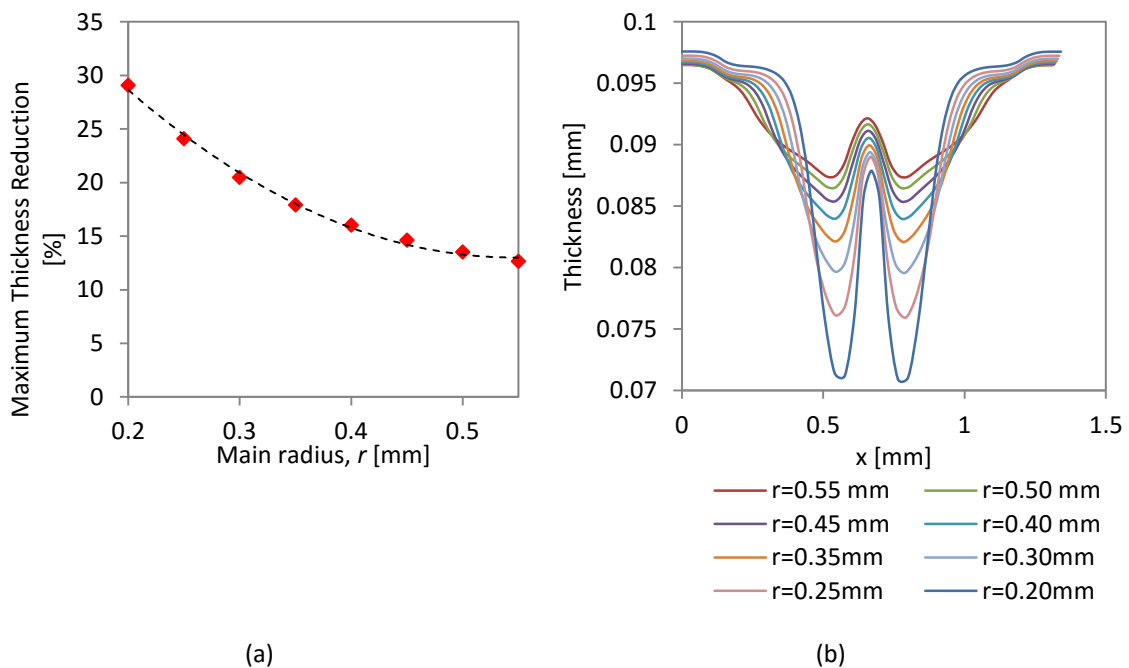 35
30
25
20
15
10
5
0
Maximum Thickness Reduction
[%]
0.2 0.3 0.4 0.5
Main radius, r [mm]
(a)
0.1
0.095
0.09
0.085
0.08
0.075
0.07
Thickness [mm]
0 0.5 1 1.5
x [mm]
r=0.55 mm r=0.50 mm
r=0.45 mm r=0.40 mm
r=0.35mm r=0.30mm
r=0.25mm r=0.20mm
(b)